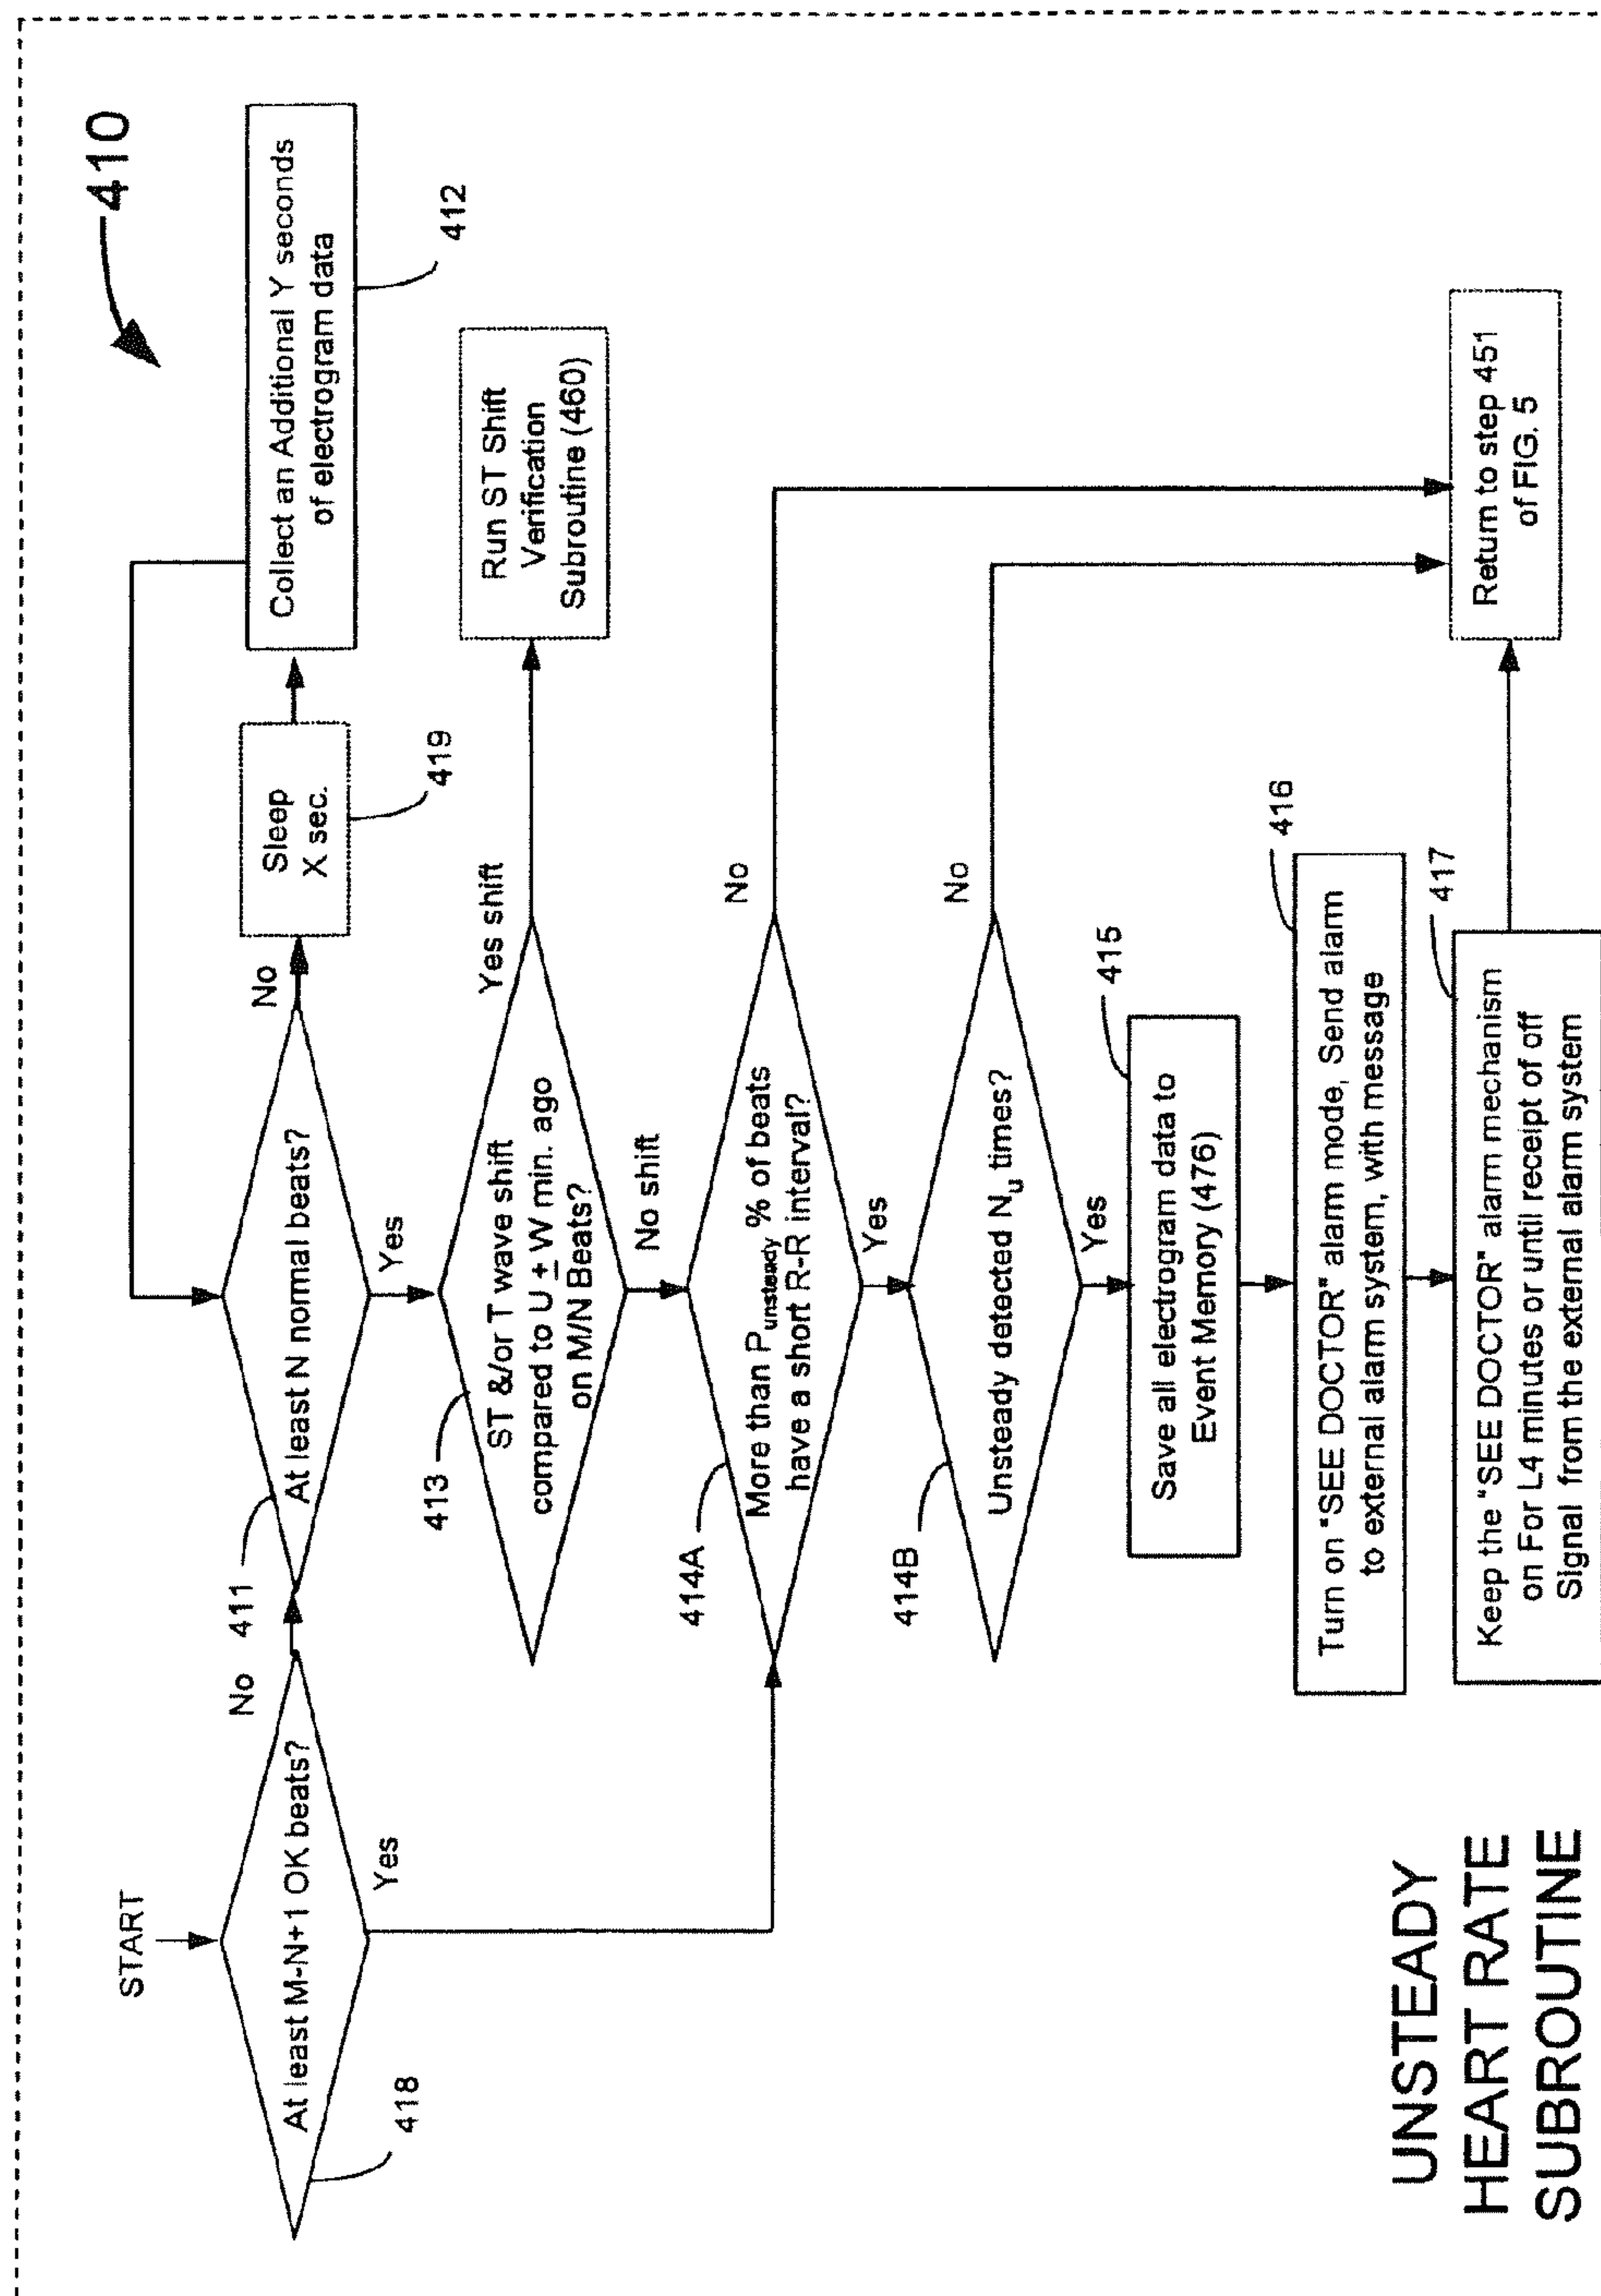 410
START
At least M-N+1 OK beats?
418
No
Yes
411
At least N normal beats?
No
Yes
Sleep
X sec.
419
Collect an Additional Y seconds
of electrogram data
412
413
ST &/or T wave shift
compared to U ± W min. ago
on M/N Beats?
Yes shift
No shift
Run ST Shift
Verification
Subroutine (460)
414A
More than Punsteady % of beats
have a short R-R interval?
No
Yes
414B
Unsteady detected Nu times?
No
Yes
415
Save all electrogram data to
Event Memory (476)
416
Turn on "SEE DOCTOR" alarm mode, Send alarm
to external alarm system, with message
417
Keep the "SEE DOCTOR" alarm mechanism
on For L4 minutes or until receipt of off
Signal from the external alarm system
Return to step 451
of FIG. 5
UNSTEADY
HEART RATE
SUBROUTINE